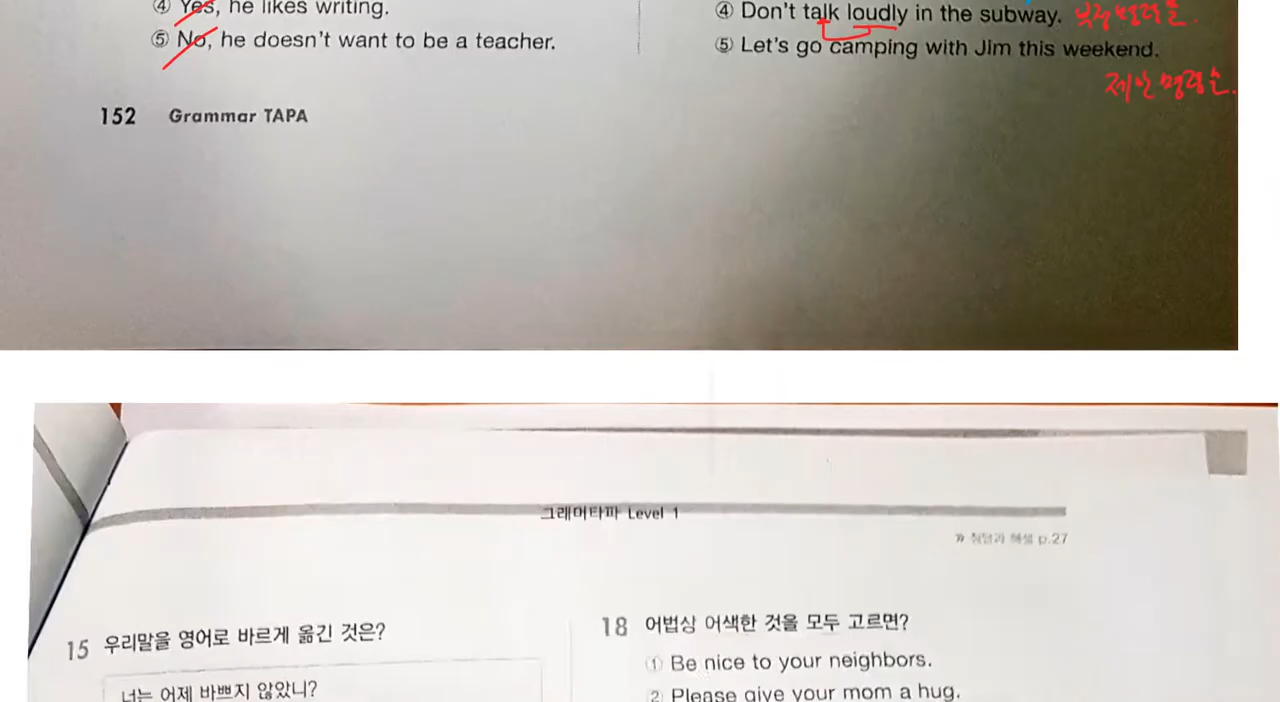 ④ Yes, he likes writing.
⑤ No, he doesn't want to be a teacher.
④ Don't talk loudly in the subway.
⑤ Let's go camping with Jim this weekend.
제안 명령문.
152 Grammar TAPA
그래머타파 Level 1
» 정답과 해설 p.27
15 우리말을 영어로 바르게 옮긴 것은?
너는 어제 바쁘지 않았니?
18 어법상 어색한 것을 모두 고르면?
① Be nice to your neighbors.
② Please give your mom a hug.